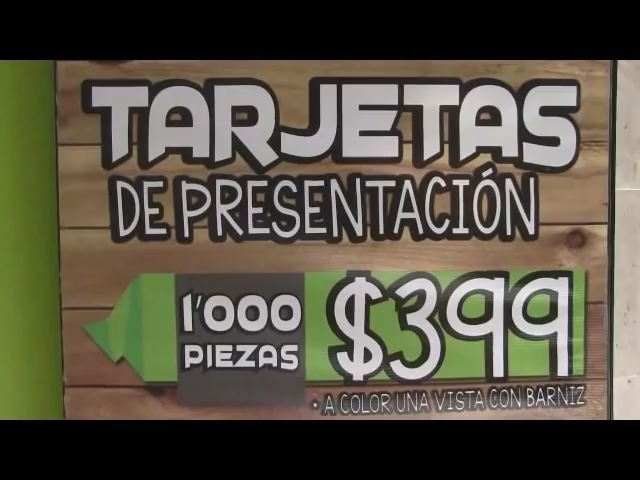 TARJETAS
DE PRESENTACIÓN
1'000
PIEZAS
$399
• A COLOR UNA VISTA CON BARNIZ